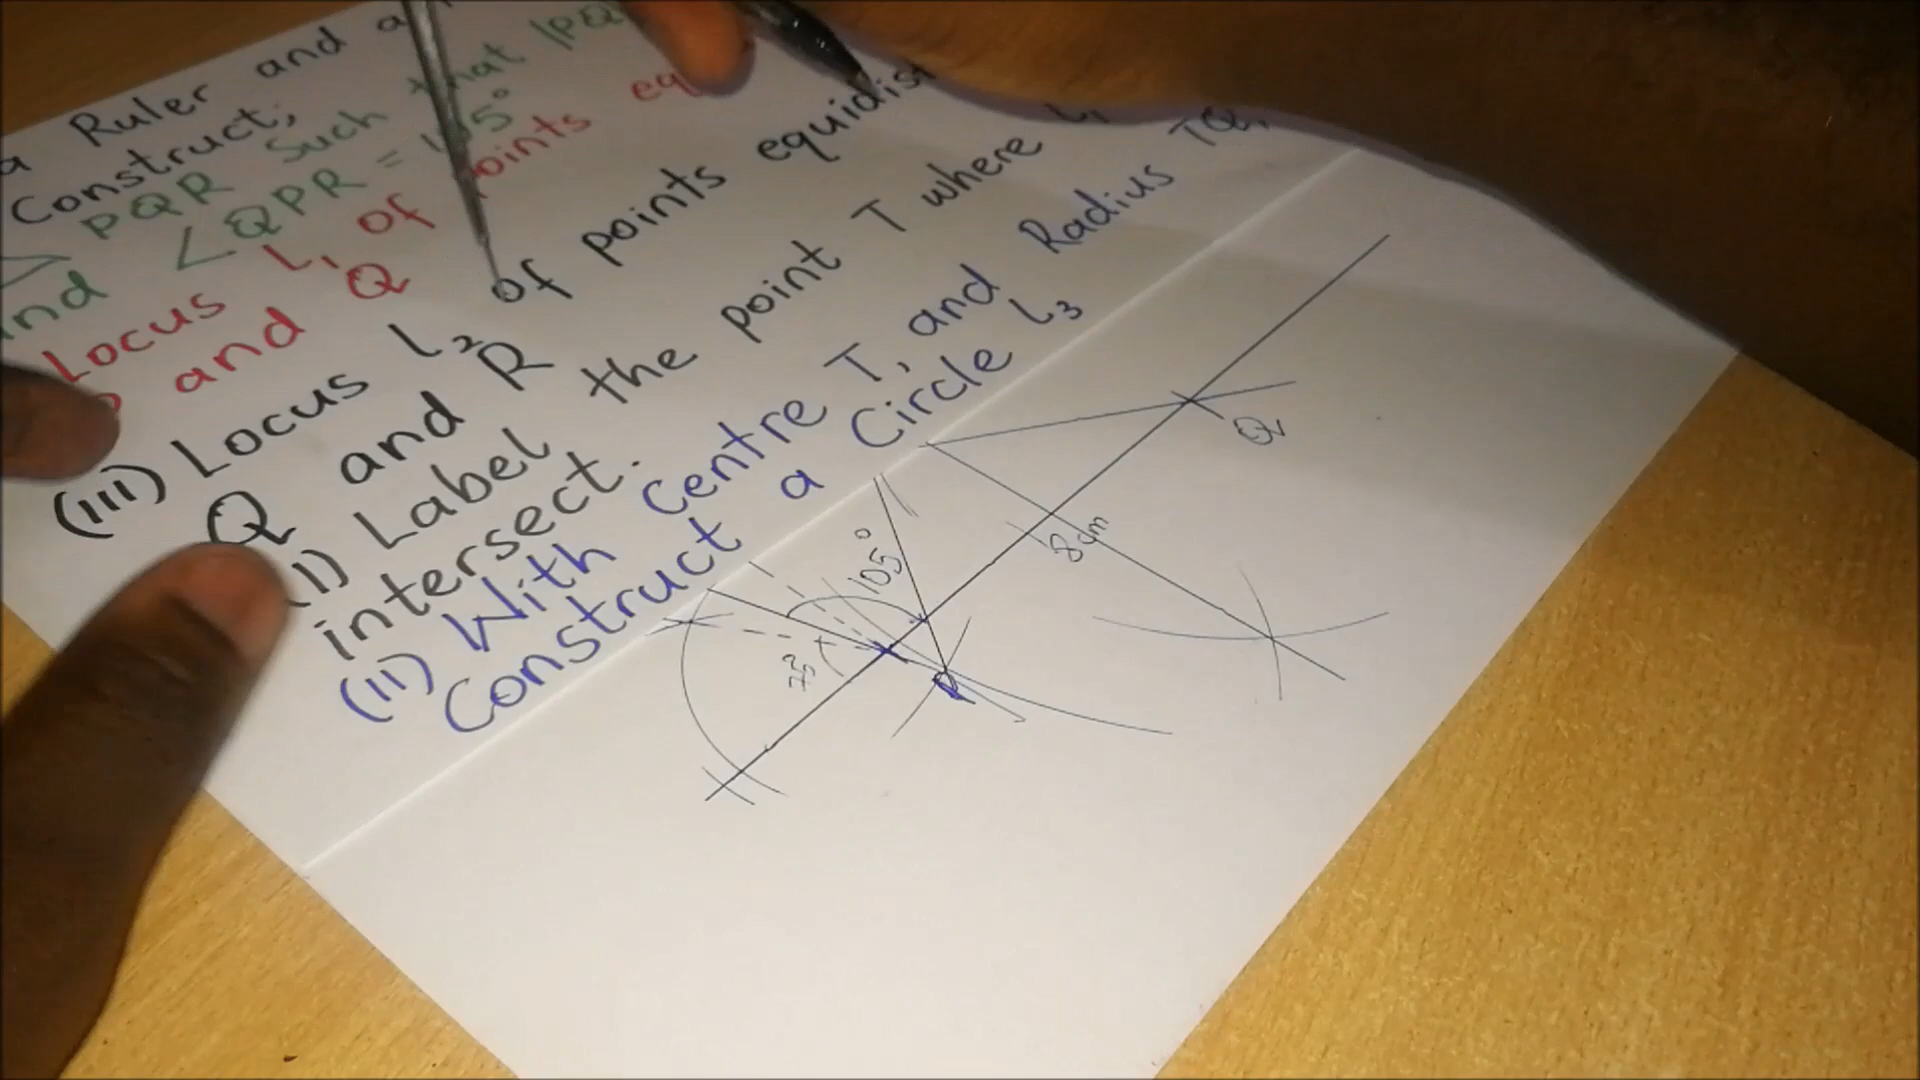 a Ruler and a
Construct;
PQR such that |PQ
and ∠QPR = 105°
Locus l₁ of points eq
and Q
(iii) Locus l₂ of points equidist
Q and R
(i) Label the point T where l₁
intersect.
(ii) With Centre T, and Radius TQ,
Construct a Circle l₃
Q
8cm
105°
75°
P